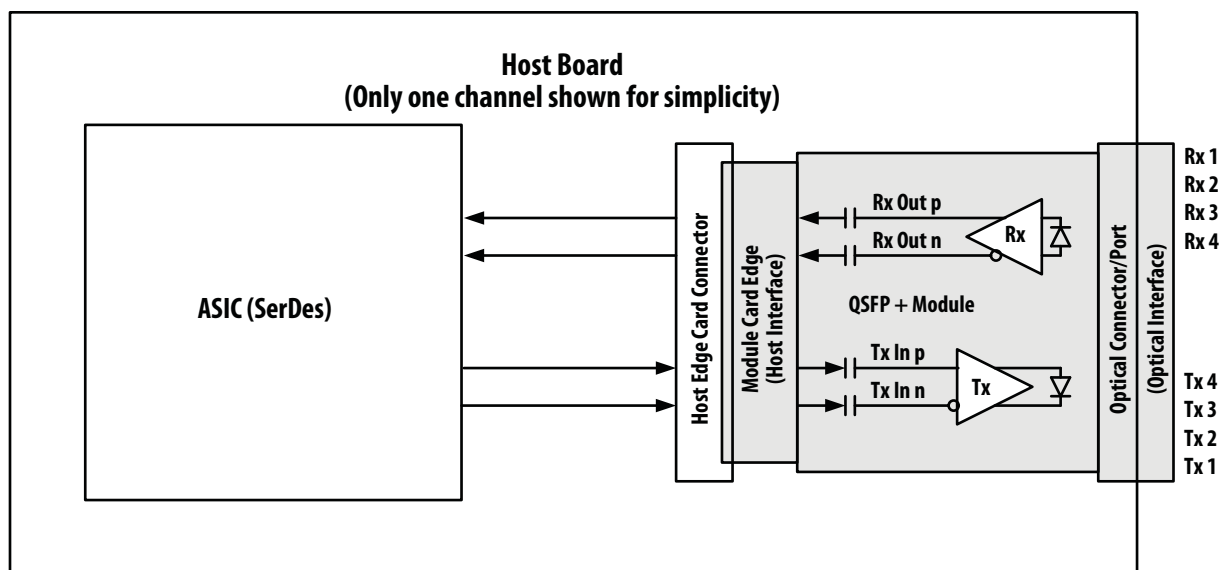 Host Board
(Only one channel shown for simplicity)
ASIC (SerDes)
Host Edge Card Connector
Module Card Edge
(Host Interface)
Rx Out p
Rx Out n
Rx
QSFP + Module
Tx In p
Tx In n
Tx
Optical Connector/Port
(Optical Interface)
Rx 1
Rx 2
Rx 3
Rx 4
Tx 4
Tx 3
Tx 2
Tx 1